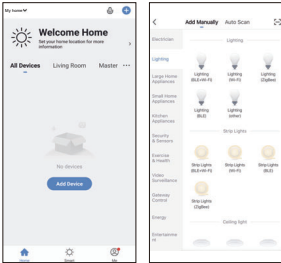 My home
Welcome Home
Set your home location for more
information
All Devices Living Room Master
No devices
Add Device
Home Smart Me
Add Manually Auto Scan
Electrician
Lighting
Large Home
Appliances
Small Home
Appliances
Kitchen
Appliances
Security
& Sensors
Exercise
& Health
Video
Surveillance
Gateway
Control
Energy
Entertainme
nt
Lighting
Lighting
(BLE+Wi-Fi)
Lighting
(Wi-Fi)
Lighting
(ZigBee)
Lighting
(BLE)
Lighting
(other)
Strip Lights
Strip Lights
(BLE+Wi-Fi)
Strip Lights
(Wi-Fi)
Strip Lights
(BLE)
Strip Lights
(ZigBee)
Ceiling light